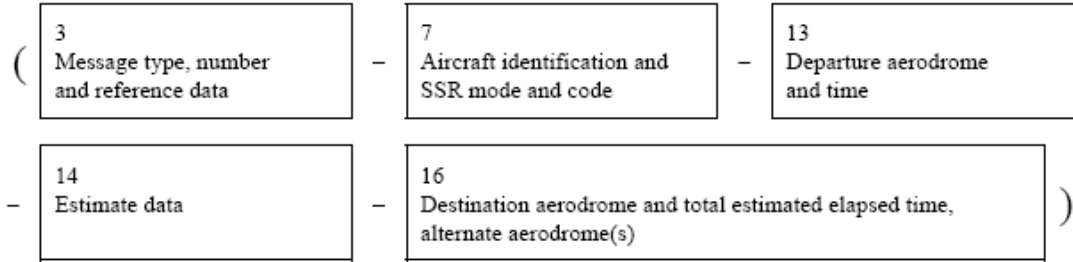 ( 3 – 7 – 13
Message type, number Aircraft identification and Departure aerodrome
and reference data SSR mode and code and time
– 14 – 16 )
Estimate data Destination aerodrome and total estimated elapsed time,
alternate aerodrome(s)